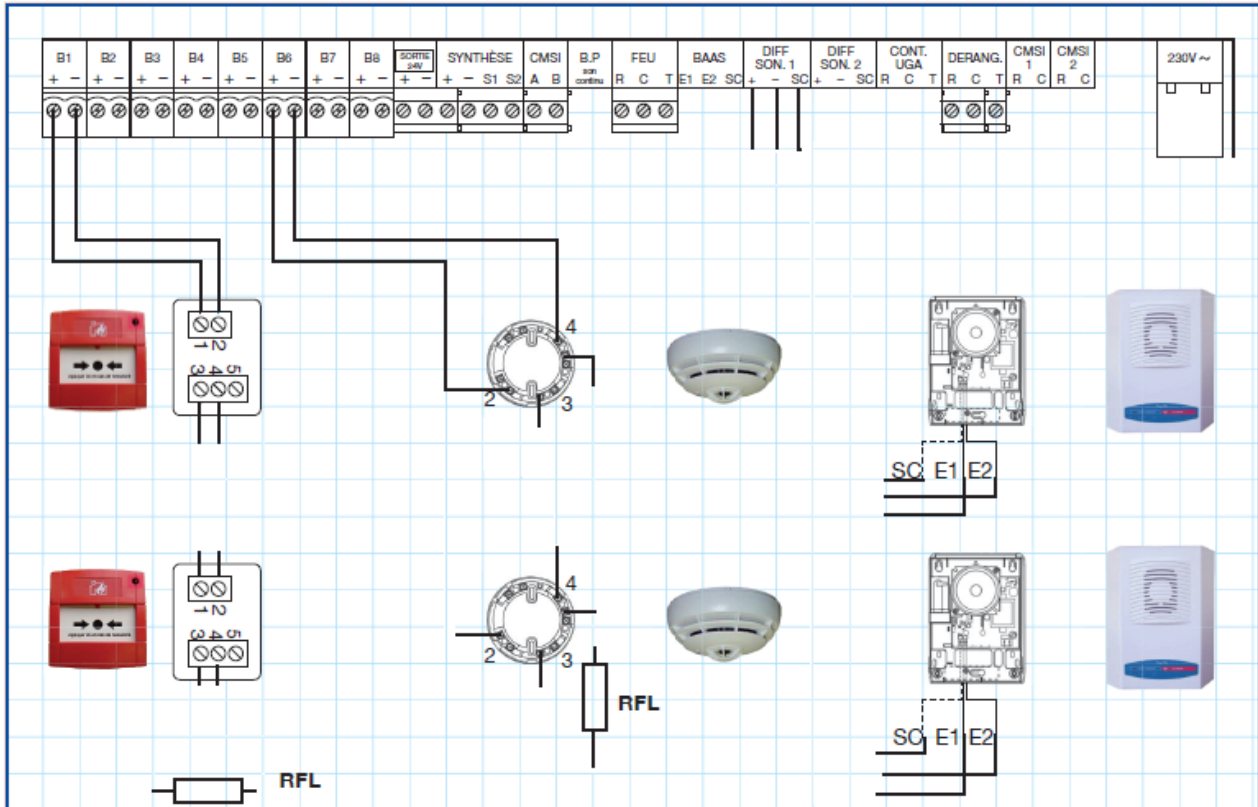 B1 B2 B3 B4 B5 B6 B7 B8 SORTIE 24V SYNTHÈSE CMSI B.P son continu FEU BAAS DIFF SON. 1 DIFF SON. 2 CONT. UGA DERANG. CMSI 1 CMSI 2 230V ~
+ − + − + − + − + − + − + − + − + − + − S1 S2 A B R C T E1 E2 SC + − SC + − SC R C T R C T R C R C
1 2
3 4 5
4
2
3
SC E1 E2
1 2
3 4 5
4
2
3
RFL
SC E1 E2
RFL